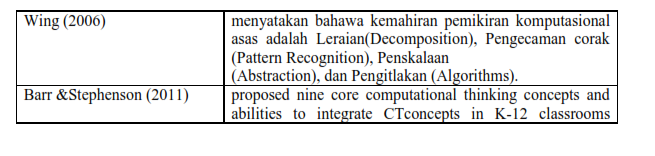 Wing (2006)
menyatakan bahawa kemahiran pemikiran komputasional
asas adalah Leraian(Decomposition), Pengecaman corak
(Pattern Recognition), Penskalaan
(Abstraction), dan Pengitlakan (Algorithms).
Barr &Stephenson (2011)
proposed nine core computational thinking concepts and
abilities to integrate CTconcepts in K-12 classrooms